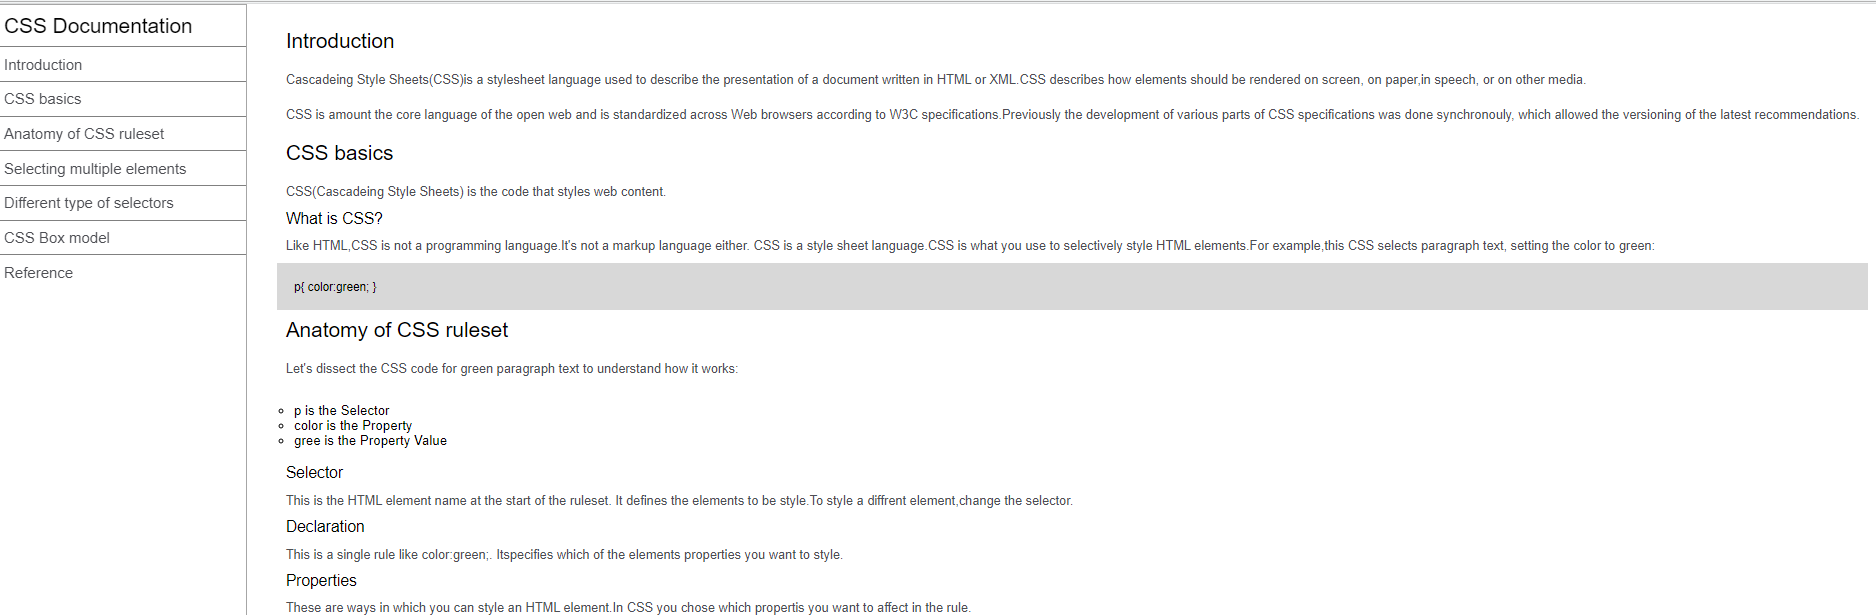 CSS Documentation
Introduction
CSS basics
Anatomy of CSS ruleset
Selecting multiple elements
Different type of selectors
CSS Box model
Reference
Introduction
Cascadeing Style Sheets(CSS)is a stylesheet language used to describe the presentation of a document written in HTML or XML.CSS describes how elements should be rendered on screen, on paper,in speech, or on other media.
CSS is amount the core language of the open web and is standardized across Web browsers according to W3C specifications.Previously the development of various parts of CSS specifications was done synchronouly, which allowed the versioning of the latest recommendations.
CSS basics
CSS(Cascadeing Style Sheets) is the code that styles web content.
What is CSS?
Like HTML,CSS is not a programming language.It's not a markup language either. CSS is a style sheet language.CSS is what you use to selectively style HTML elements.For example,this CSS selects paragraph text, setting the color to green:
p{ color:green; }
Anatomy of CSS ruleset
Let's dissect the CSS code for green paragraph text to understand how it works:
p is the Selector
color is the Property
gree is the Property Value
Selector
This is the HTML element name at the start of the ruleset. It defines the elements to be style.To style a diffrent element,change the selector.
Declaration
This is a single rule like color:green;. Itspecifies which of the elements properties you want to style.
Properties
These are ways in which you can style an HTML element.In CSS you chose which propertis you want to affect in the rule.